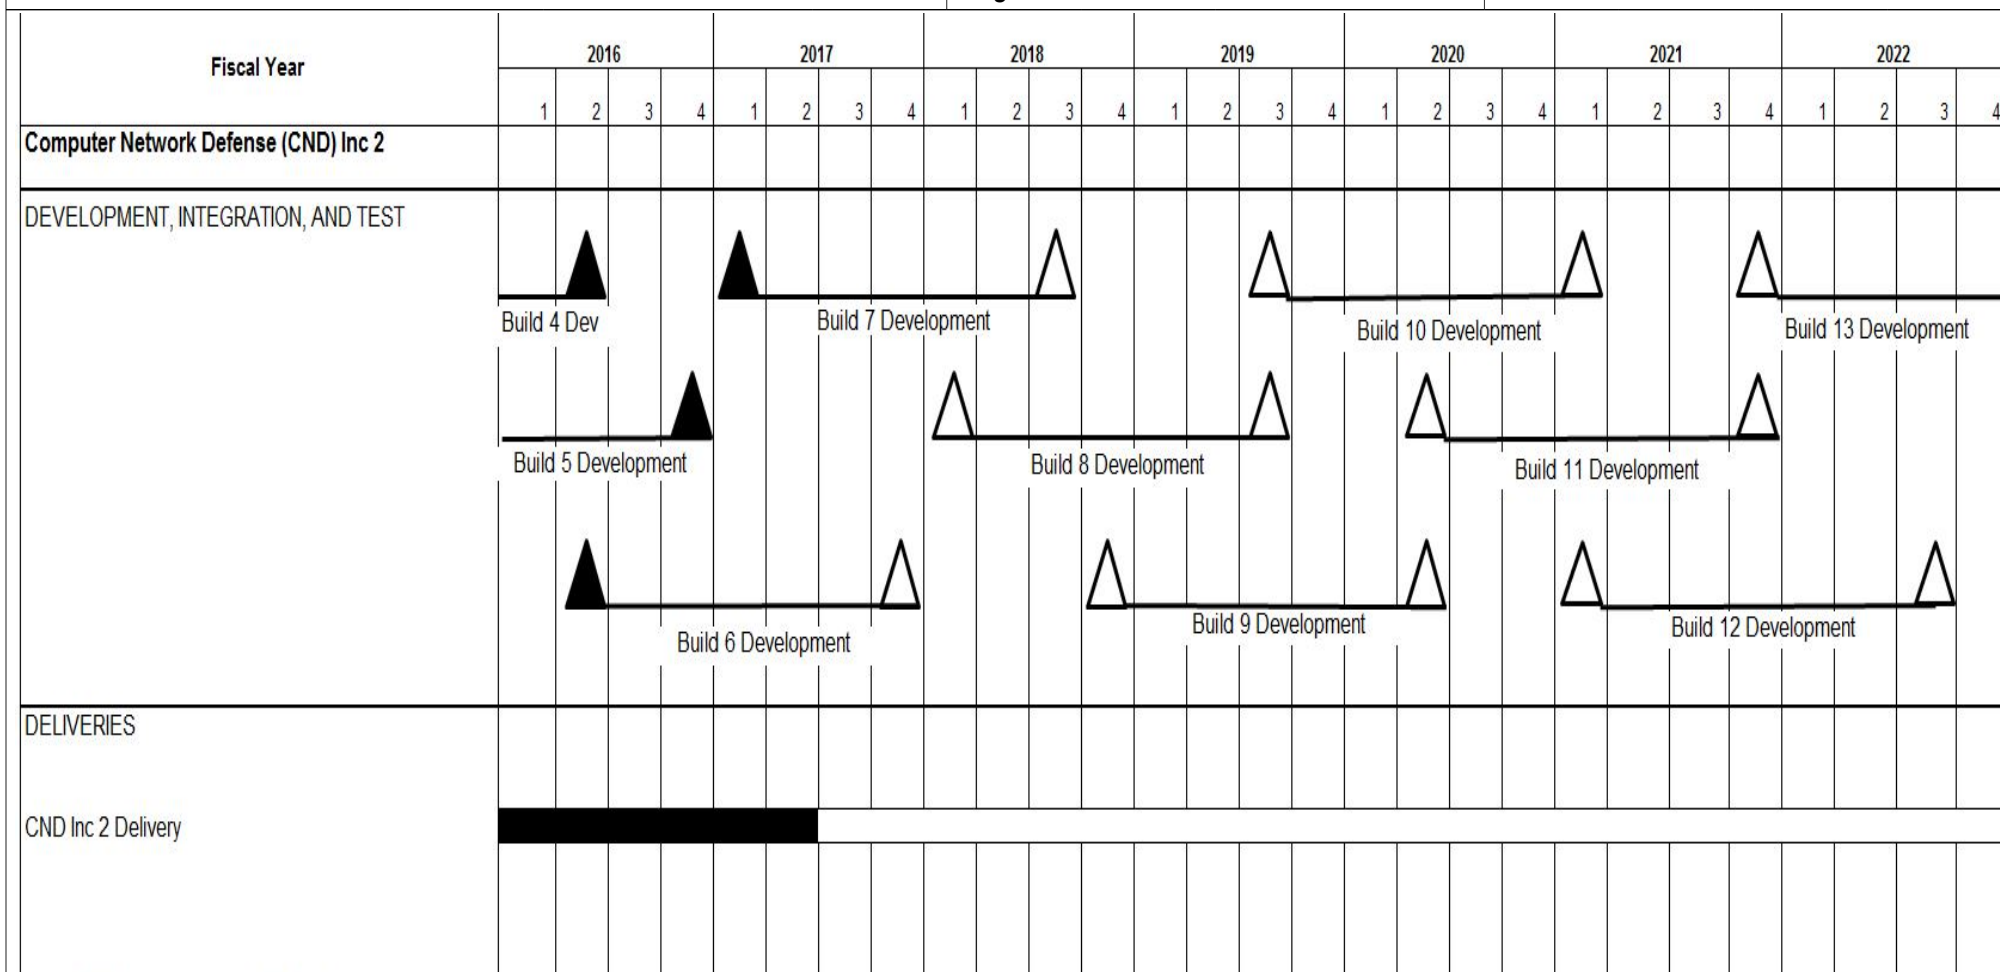 Fiscal Year
2016 2017 2018 2019 2020 2021 2022
1 2 3 4 1 2 3 4 1 2 3 4 1 2 3 4 1 2 3 4 1 2 3 4 1 2 3 4
Computer Network Defense (CND) Inc 2
DEVELOPMENT, INTEGRATION, AND TEST
Build 4 Dev
Build 7 Development
Build 10 Development
Build 13 Development
Build 5 Development
Build 8 Development
Build 11 Development
Build 6 Development
Build 9 Development
Build 12 Development
DELIVERIES
CND Inc 2 Delivery